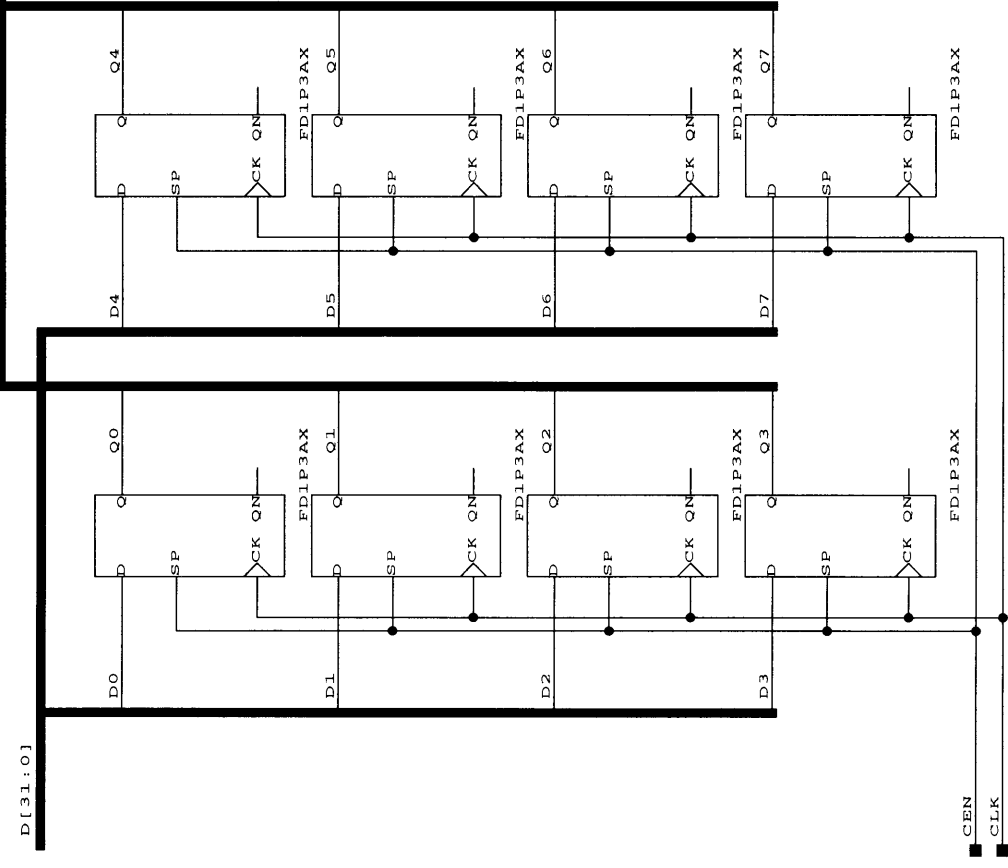 Q4
Q5
Q6
Q7
Q QN FD1P3AX
Q QN FD1P3AX
Q QN FD1P3AX
Q QN FD1P3AX
D SP CK
D SP CK
D SP CK
D SP CK
D4
D5
D6
D7
Q0
Q1
Q2
Q3
Q QN FD1P3AX
Q QN FD1P3AX
Q QN FD1P3AX
Q QN FD1P3AX
D SP CK
D SP CK
D SP CK
D SP CK
D0
D1
D2
D3
D[31:0]
CEN
CLK